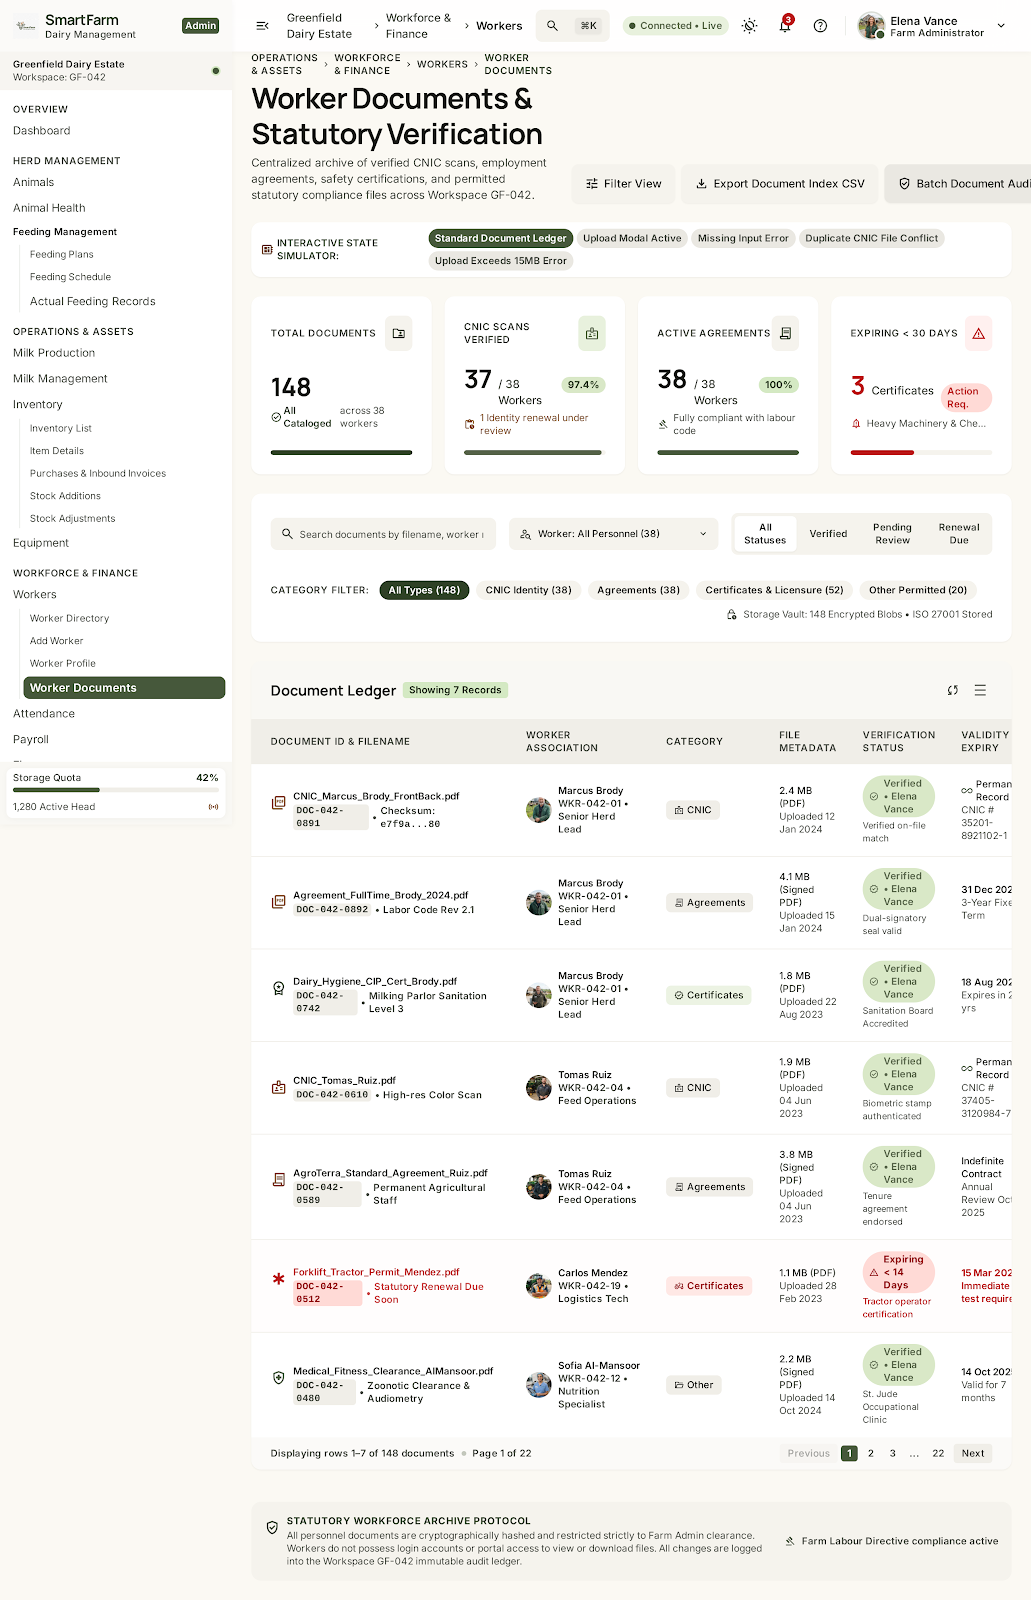 SmartFarm
Dairy Management
Admin
Greenfield Dairy Estate
Workspace: GF-042
OVERVIEW
Dashboard
HERD MANAGEMENT
Animals
Animal Health
Feeding Management
Feeding Plans
Feeding Schedule
Actual Feeding Records
OPERATIONS & ASSETS
Milk Production
Milk Management
Inventory
Inventory List
Item Details
Purchases & Inbound Invoices
Stock Additions
Stock Adjustments
Equipment
WORKFORCE & FINANCE
Workers
Worker Directory
Add Worker
Worker Profile
Worker Documents
Attendance
Payroll
Storage Quota 42%
1,280 Active Head
Greenfield Dairy Estate › Workforce & Finance › Workers
⌘K
Connected • Live
3
Elena Vance
Farm Administrator
OPERATIONS & ASSETS › WORKFORCE & FINANCE › WORKERS › WORKER DOCUMENTS
Worker Documents &
Statutory Verification
Centralized archive of verified CNIC scans, employment
agreements, safety certifications, and permitted
statutory compliance files across Workspace GF-042.
Filter View
Export Document Index CSV
Batch Document Audi
INTERACTIVE STATE
SIMULATOR:
Standard Document Ledger
Upload Modal Active
Missing Input Error
Duplicate CNIC File Conflict
Upload Exceeds 15MB Error
TOTAL DOCUMENTS
148
All Cataloged
across 38 workers
CNIC SCANS VERIFIED
37 / 38 Workers
97.4%
1 Identity renewal under review
ACTIVE AGREEMENTS
38 / 38 Workers
100%
Fully compliant with labour code
EXPIRING < 30 DAYS
3 Certificates
Action Req.
Heavy Machinery & Che...
Search documents by filename, worker
Worker: All Personnel (38)
All Statuses
Verified
Pending Review
Renewal Due
CATEGORY FILTER:
All Types (148)
CNIC Identity (38)
Agreements (38)
Certificates & Licensure (52)
Other Permitted (20)
Storage Vault: 148 Encrypted Blobs • ISO 27001 Stored
Document Ledger
Showing 7 Records
DOCUMENT ID & FILENAME
WORKER ASSOCIATION
CATEGORY
FILE METADATA
VERIFICATION STATUS
VALIDITY
EXPIRY
CNIC_Marcus_Brody_FrontBack.pdf
DOC-042-0891 • Checksum: e7f9a...80
Marcus Brody
WKR-042-01 •
Senior Herd
Lead
CNIC
2.4 MB
(PDF)
Uploaded 12
Jan 2024
Verified
• Elena
Vance
Verified on-file
match
Perman
Record
CNIC #
35201-
8921102-1
Agreement_FullTime_Brody_2024.pdf
DOC-042-0892 • Labor Code Rev 2.1
Marcus Brody
WKR-042-01 •
Senior Herd
Lead
Agreements
4.1 MB
(Signed
PDF)
Uploaded 15
Jan 2024
Verified
• Elena
Vance
Dual-signatory
seal valid
31 Dec 202
3-Year Fixe
Term
Dairy_Hygiene_CIP_Cert_Brody.pdf
DOC-042-0742 • Milking Parlor Sanitation Level 3
Marcus Brody
WKR-042-01 •
Senior Herd
Lead
Certificates
1.8 MB
(PDF)
Uploaded 22
Aug 2023
Verified
• Elena
Vance
Sanitation Board
Accredited
18 Aug 202
Expires in 2
yrs
CNIC_Tomas_Ruiz.pdf
DOC-042-0610 • High-res Color Scan
Tomas Ruiz
WKR-042-04 •
Feed Operations
CNIC
1.9 MB
(PDF)
Uploaded
04 Jun
2023
Verified
• Elena
Vance
Biometric stamp
authenticated
Perman
Record
CNIC #
37405-
3120984-7
AgroTerra_Standard_Agreement_Ruiz.pdf
DOC-042-0589 • Permanent Agricultural Staff
Tomas Ruiz
WKR-042-04 •
Feed Operations
Agreements
3.8 MB
(Signed
PDF)
Uploaded
04 Jun
2023
Verified
• Elena
Vance
Tenure
agreement
endorsed
Indefinite
Contract
Annual
Review Oct
2025
Forklift_Tractor_Permit_Mendez.pdf
DOC-042-0512 • Statutory Renewal Due Soon
Carlos Mendez
WKR-042-19 •
Logistics Tech
Certificates
1.1 MB (PDF)
Uploaded 28
Feb 2023
Expiring
< 14
Days
Tractor operator
certification
15 Mar 202
Immediate
test require
Medical_Fitness_Clearance_AlMansoor.pdf
DOC-042-0480 • Zoonotic Clearance & Audiometry
Sofia Al-Mansoor
WKR-042-12 •
Nutrition
Specialist
Other
2.2 MB
(Signed
PDF)
Uploaded 14
Oct 2024
Verified
• Elena
Vance
St. Jude
Occupational
Clinic
14 Oct 2025
Valid for 7
months
Displaying rows 1–7 of 148 documents • Page 1 of 22
Previous 1 2 3 ... 22 Next
STATUTORY WORKFORCE ARCHIVE PROTOCOL
All personnel documents are cryptographically hashed and restricted strictly to Farm Admin clearance.
Workers do not possess login accounts or portal access to view or download files. All changes are logged
into the Workspace GF-042 immutable audit ledger.
Farm Labour Directive compliance active